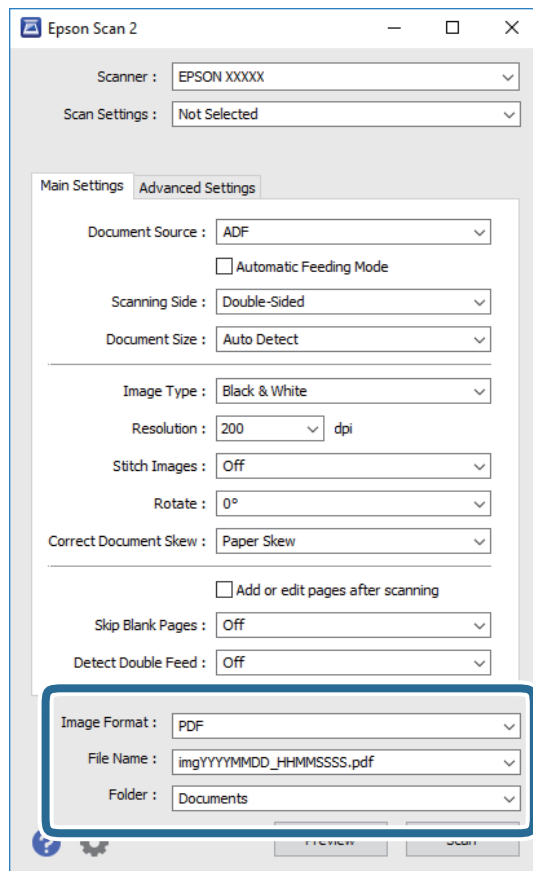 Epson Scan 2
Scanner : EPSON XXXXX
Scan Settings : Not Selected
Main Settings Advanced Settings
Document Source : ADF
Automatic Feeding Mode
Scanning Side : Double-Sided
Document Size : Auto Detect
Image Type : Black & White
Resolution : 200 dpi
Stitch Images : Off
Rotate : 0°
Correct Document Skew : Paper Skew
Add or edit pages after scanning
Skip Blank Pages : Off
Detect Double Feed : Off
Image Format : PDF
File Name : imgYYYYMMDD_HHMMSSSS.pdf
Folder : Documents
? Preview Scan